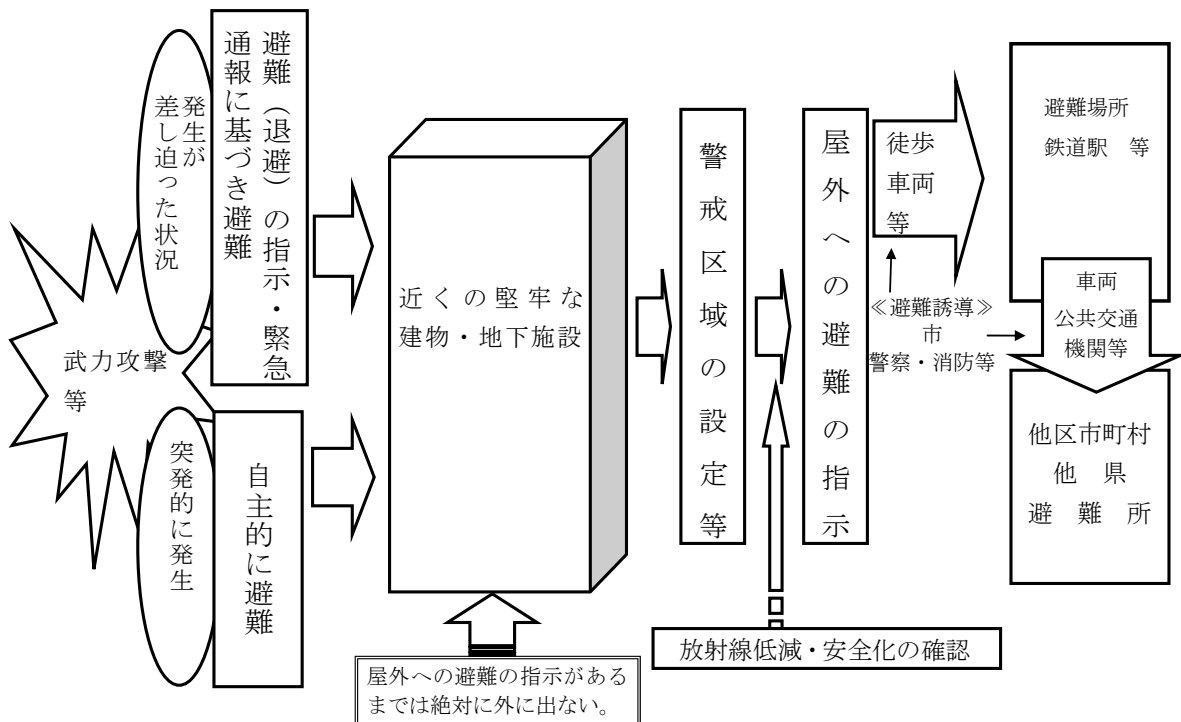 武力攻撃
等
発生が
差し迫った状況
避難（退避）の指示・緊急
通報に基づき避難
突発的に発生
自主的に避難
近くの堅牢な
建物・地下施設
屋外への避難の指示がある
までは絶対に外に出ない。
警戒区域の設定等
放射線低減・安全化の確認
屋外への避難の指示
徒歩
車両
等
≪避難誘導≫
市
警察・消防等
避難場所
鉄道駅　等
車両
公共交通
機関等
他区市町村
他　県
避　難　所